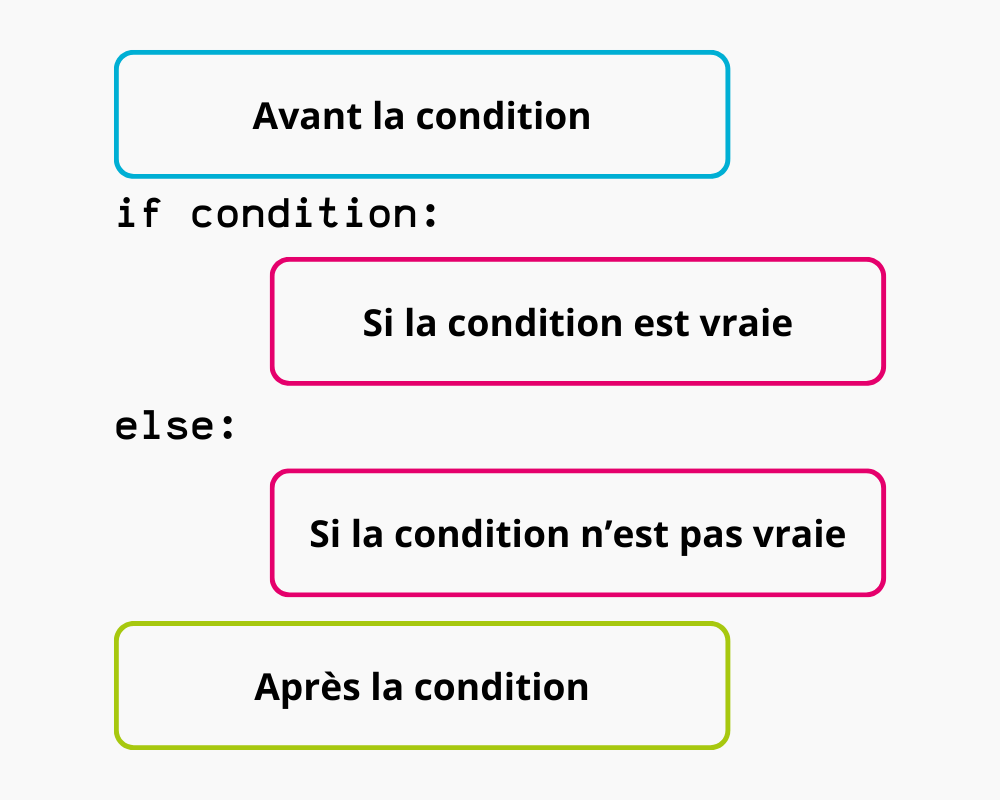 Avant la condition
if condition:
Si la condition est vraie
else:
Si la condition n’est pas vraie
Après la condition